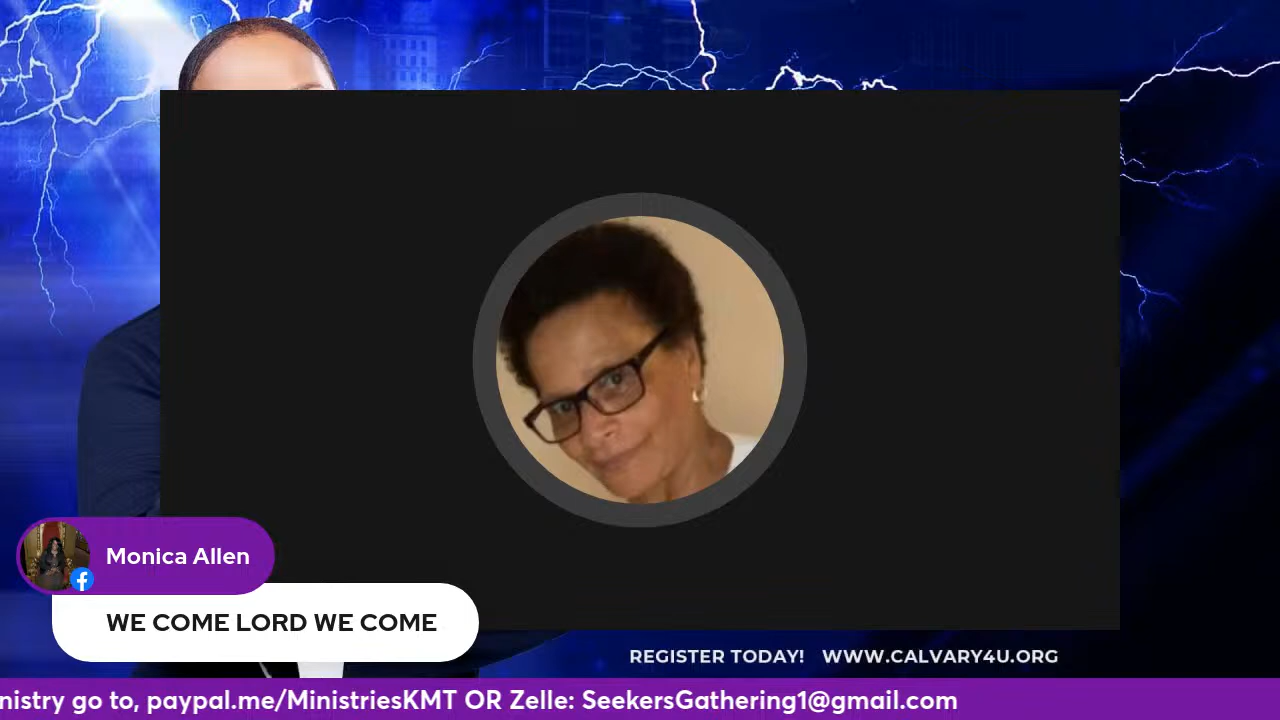 Monica Allen
WE COME LORD WE COME
REGISTER TODAY! WWW.CALVARY4U.ORG
nistry go to, paypal.me/MinistriesKMT OR Zelle: SeekersGathering1@gmail.com